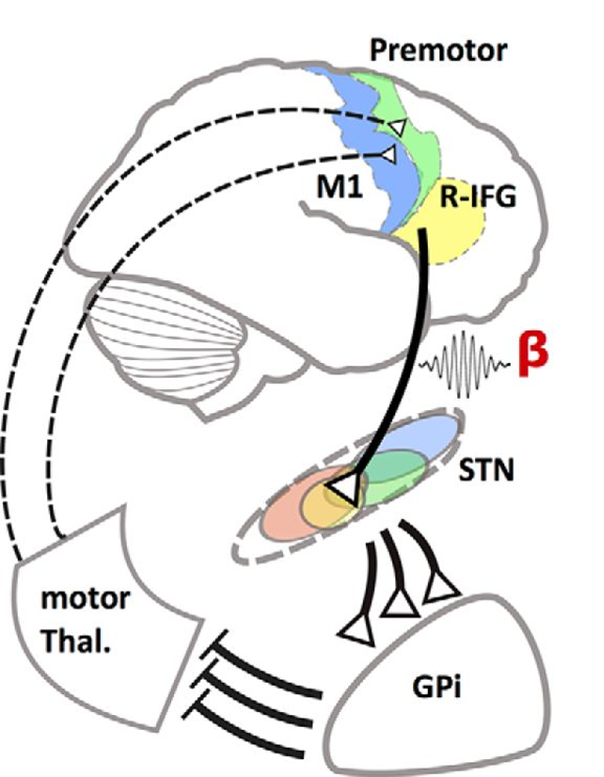 Premotor
M1
R-IFG
β
STN
motor
Thal.
GPi